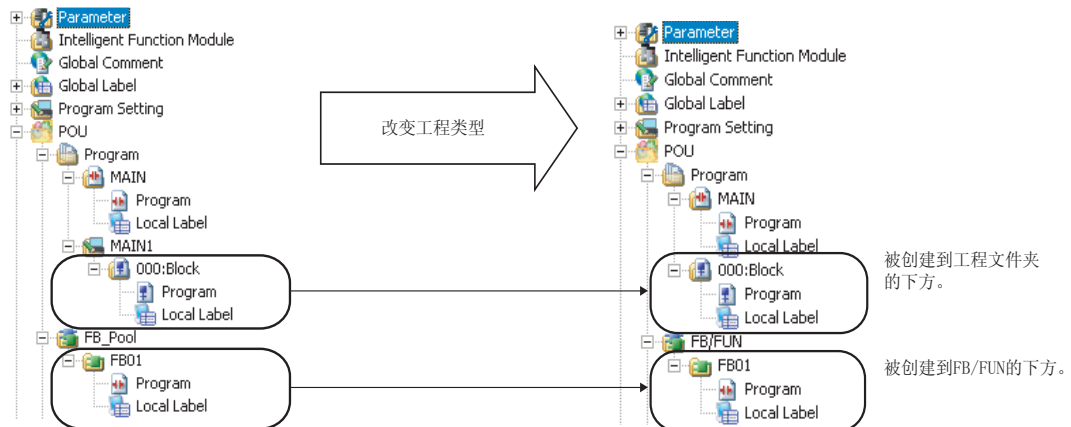 Parameter
Intelligent Function Module
Global Comment
Global Label
Program Setting
POU
Program
MAIN
Program
Local Label
MAIN1
000:Block
Program
Local Label
FB_Pool
FB01
Program
Local Label
改变工程类型
Parameter
Intelligent Function Module
Global Comment
Global Label
Program Setting
POU
Program
MAIN
Program
Local Label
000:Block
Program
Local Label
FB/FUN
FB01
Program
Local Label
被创建到工程文件夹
的下方。
被创建到FB/FUN的下方。